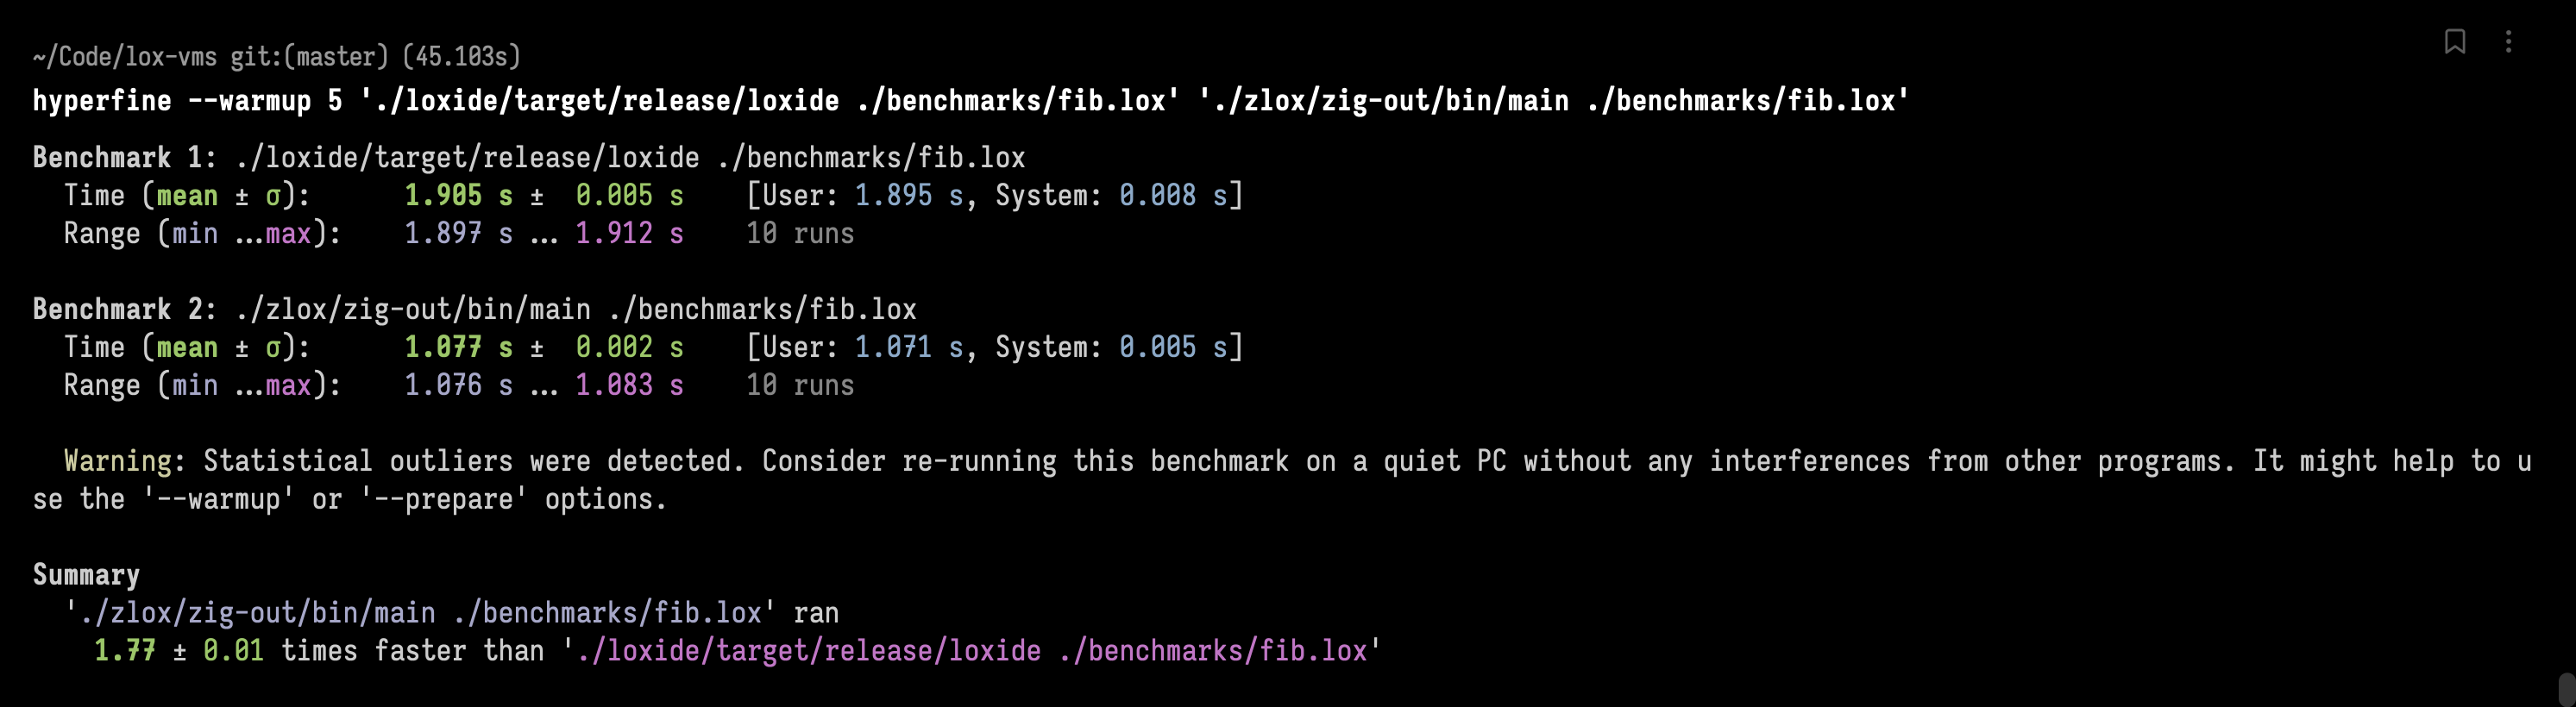 ~/Code/lox-vms git:(master) (45.103s)
hyperfine --warmup 5 './loxide/target/release/loxide ./benchmarks/fib.lox' './zlox/zig-out/bin/main ./benchmarks/fib.lox'
Benchmark 1: ./loxide/target/release/loxide ./benchmarks/fib.lox
  Time (mean ± σ):      1.905 s ±  0.005 s    [User: 1.895 s, System: 0.008 s]
  Range (min … max):    1.897 s … 1.912 s    10 runs

Benchmark 2: ./zlox/zig-out/bin/main ./benchmarks/fib.lox
  Time (mean ± σ):      1.077 s ±  0.002 s    [User: 1.071 s, System: 0.005 s]
  Range (min … max):    1.076 s … 1.083 s    10 runs

  Warning: Statistical outliers were detected. Consider re-running this benchmark on a quiet PC without any interferences from other programs. It might help to u
se the '--warmup' or '--prepare' options.

Summary
  './zlox/zig-out/bin/main ./benchmarks/fib.lox' ran
    1.77 ± 0.01 times faster than './loxide/target/release/loxide ./benchmarks/fib.lox'